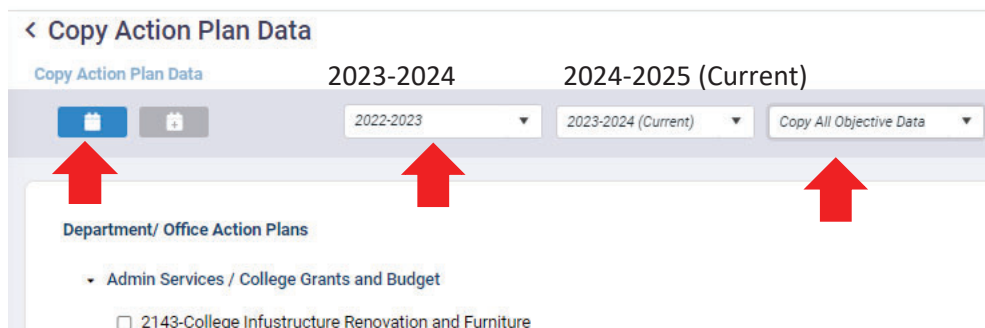 < Copy Action Plan Data
Copy Action Plan Data 2023-2024 2024-2025 (Current)
2022-2023 2023-2024 (Current) Copy All Objective Data
Department/ Office Action Plans
Admin Services / College Grants and Budget
2143-College Infustructure Renovation and Furniture